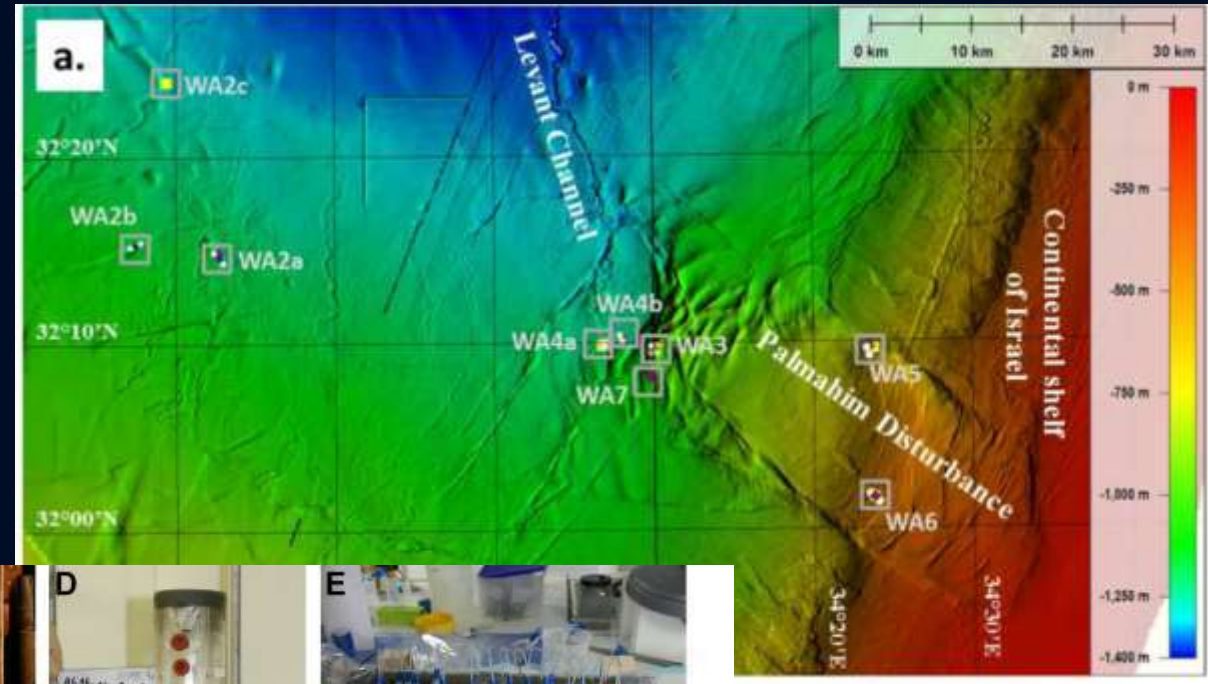 a.
0 km 10 km 20 km 30 km
WA2c
Levant Channel
0 m
32°20'N
-250 m
WA2b
WA2a
Continental shelf
of Israel
-500 m
WA4b
32°10'N
WA4a
WA3
WA5
Palmahim Disturbance
WA7
-750 m
WA6
-1,000 m
32°00'N
34°20'E
34°30'E
-1,250 m
-1,400 m
D
E